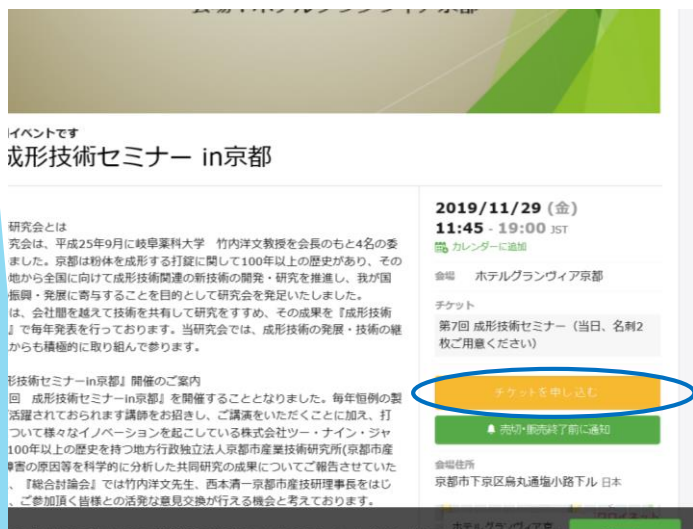 会場：ホテルグランヴィア京都
イベントです
成形技術セミナー in京都
研究会とは
究会は、平成25年9月に岐阜薬科大学 竹内洋文教授を会長のもと4名の委
ました。京都は粉体を成形する打錠に関して100年以上の歴史があり、その
地から全国に向けて成形技術関連の新技術の開発・研究を推進し、我が国
振興・発展に寄与することを目的として研究会を発足いたしました。
は、会社間を越えて技術を共有して研究をすすめ、その成果を『成形技術
』で毎年発表を行っております。当研究会では、成形技術の発展・技術の継
からも積極的に取り組んで参ります。
形技術セミナーin京都』開催のご案内
回 成形技術セミナーin京都』を開催することとなりました。毎年恒例の製
活躍されておられます講師をお招きし、ご講演をいただくことに加え、打
ついて様々なイノベーションを起こしている株式会社ツー・ナイン・ジャ
100年以上の歴史を持つ地方行政独立法人京都市産業技術研究所(京都市産
障害の原因等を科学的に分析した共同研究の成果についてご報告させていた
、『総合討論会』では竹内洋文先生、西本清一京都市産技研理事長をはじ
、ご参加頂く皆様との活発な意見交換が行える機会と考えております。
2019/11/29 (金)
11:45 - 19:00 JST
カレンダーに追加
会場 ホテルグランヴィア京都
チケット
第7回 成形技術セミナー（当日、名刺2
枚ご用意ください）
チケットを申し込む
売切・販売終了前に通知
会場住所
京都市下京区烏丸通塩小路下ル 日本
ホテルグランヴィア京